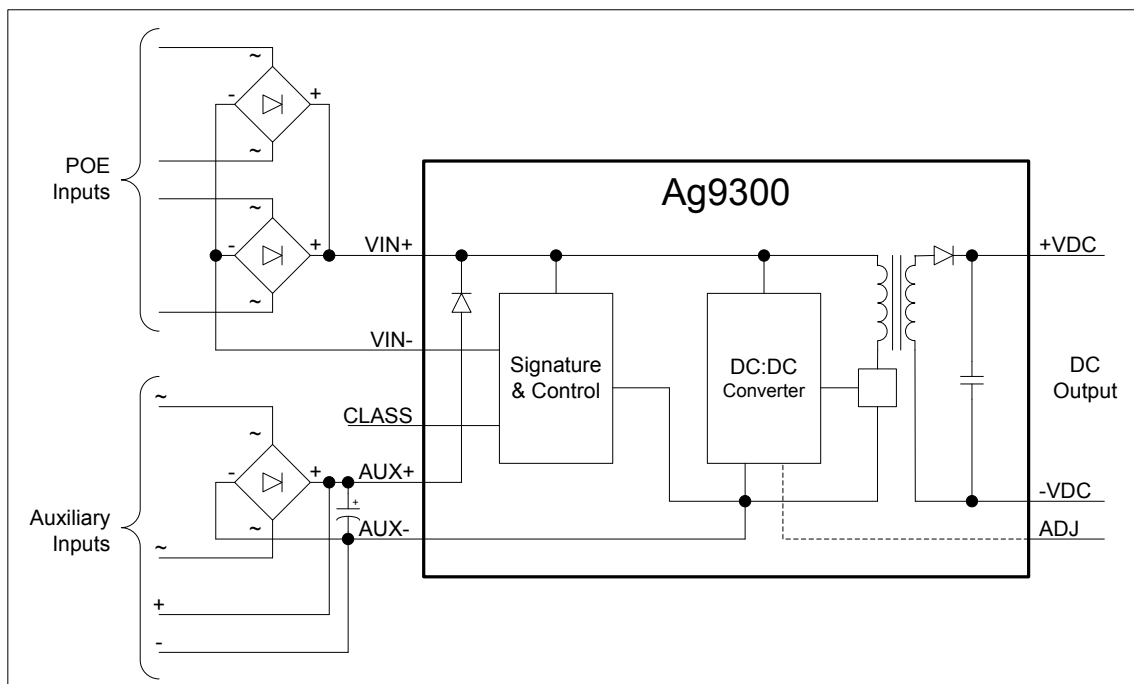 ~
-
+
~
POE
Inputs
~
-
+
~
Ag9300
VIN+
VIN-
CLASS
AUX+
AUX-
Signature
& Control
DC:DC
Converter
+VDC
DC
Output
-VDC
ADJ
Auxiliary
Inputs
~
~
-
+
+
~
~
+
-